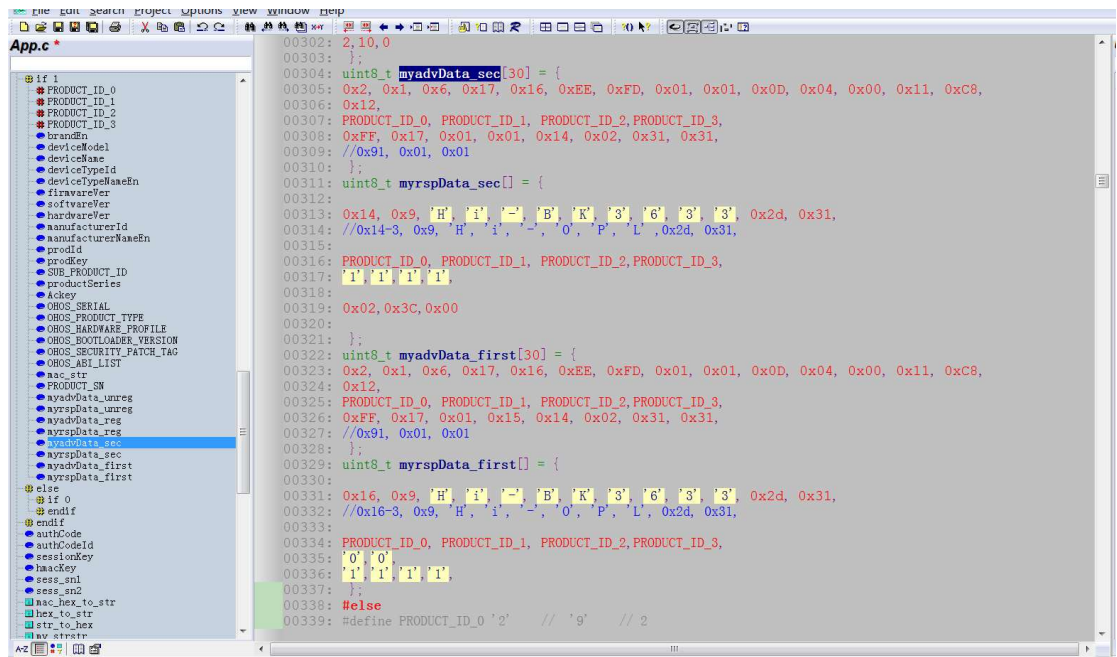 File Edit Search Project Options View Window Help
App.c *
if 1
PRODUCT_ID_0
PRODUCT_ID_1
PRODUCT_ID_2
PRODUCT_ID_3
brandEn
deviceModel
deviceName
deviceTypeId
deviceTypeNameEn
firmwareVer
softwareVer
hardwareVer
manufacturerId
manufacturerNameEn
prodId
prodKey
SUB_PRODUCT_ID
productSeries
Ackey
OHOS_SERIAL
OHOS_PRODUCT_TYPE
OHOS_HARDWARE_PROFILE
OHOS_BOOTLOADER_VERSION
OHOS_SECURITY_PATCH_TAG
OHOS_ABI_LIST
mac_str
PRODUCT_SN
myadvData_unreg
myrspData_unreg
myadvData_reg
myrspData_reg
myadvData_sec
myrspData_sec
myadvData_first
myrspData_first
else
if 0
endif
endif
authCode
authCodeId
sessionKey
hmacKey
sess_sn1
sess_sn2
mac_hex_to_str
hex_to_str
str_to_hex
my_strstr
A-Z
00302: 2,10,0
00303: };
00304: uint8_t myadvData_sec[30] = {
00305: 0x2, 0x1, 0x6, 0x17, 0x16, 0xEE, 0xFD, 0x01, 0x01, 0x0D, 0x04, 0x00, 0x11, 0xC8,
00306: 0x12,
00307: PRODUCT_ID_0, PRODUCT_ID_1, PRODUCT_ID_2,PRODUCT_ID_3,
00308: 0xFF, 0x17, 0x01, 0x01, 0x14, 0x02, 0x31, 0x31,
00309: //0x91, 0x01, 0x01
00310: };
00311: uint8_t myrspData_sec[] = {
00312:
00313: 0x14, 0x9, 'H', 'i', '-', 'B', 'K', '3', '6', '3', '3', 0x2d, 0x31,
00314: //0x14-3, 0x9, 'H', 'i', '-', 'O', 'P', 'L' ,0x2d, 0x31,
00315:
00316: PRODUCT_ID_0, PRODUCT_ID_1, PRODUCT_ID_2,PRODUCT_ID_3,
00317: '1','1','1','1',
00318:
00319: 0x02,0x3C,0x00
00320:
00321: };
00322: uint8_t myadvData_first[30] = {
00323: 0x2, 0x1, 0x6, 0x17, 0x16, 0xEE, 0xFD, 0x01, 0x01, 0x0D, 0x04, 0x00, 0x11, 0xC8,
00324: 0x12,
00325: PRODUCT_ID_0, PRODUCT_ID_1, PRODUCT_ID_2,PRODUCT_ID_3,
00326: 0xFF, 0x17, 0x01, 0x15, 0x14, 0x02, 0x31, 0x31,
00327: //0x91, 0x01, 0x01
00328: };
00329: uint8_t myrspData_first[] = {
00330:
00331: 0x16, 0x9, 'H', 'i', '-', 'B', 'K', '3', '6', '3', '3', 0x2d, 0x31,
00332: //0x16-3, 0x9, 'H', 'i', '-', 'O', 'P', 'L', 0x2d, 0x31,
00333:
00334: PRODUCT_ID_0, PRODUCT_ID_1, PRODUCT_ID_2,PRODUCT_ID_3,
00335: '0','0',
00336: '1','1','1','1',
00337: };
00338: #else
00339: #define PRODUCT_ID_0 '2' // '9' // 2